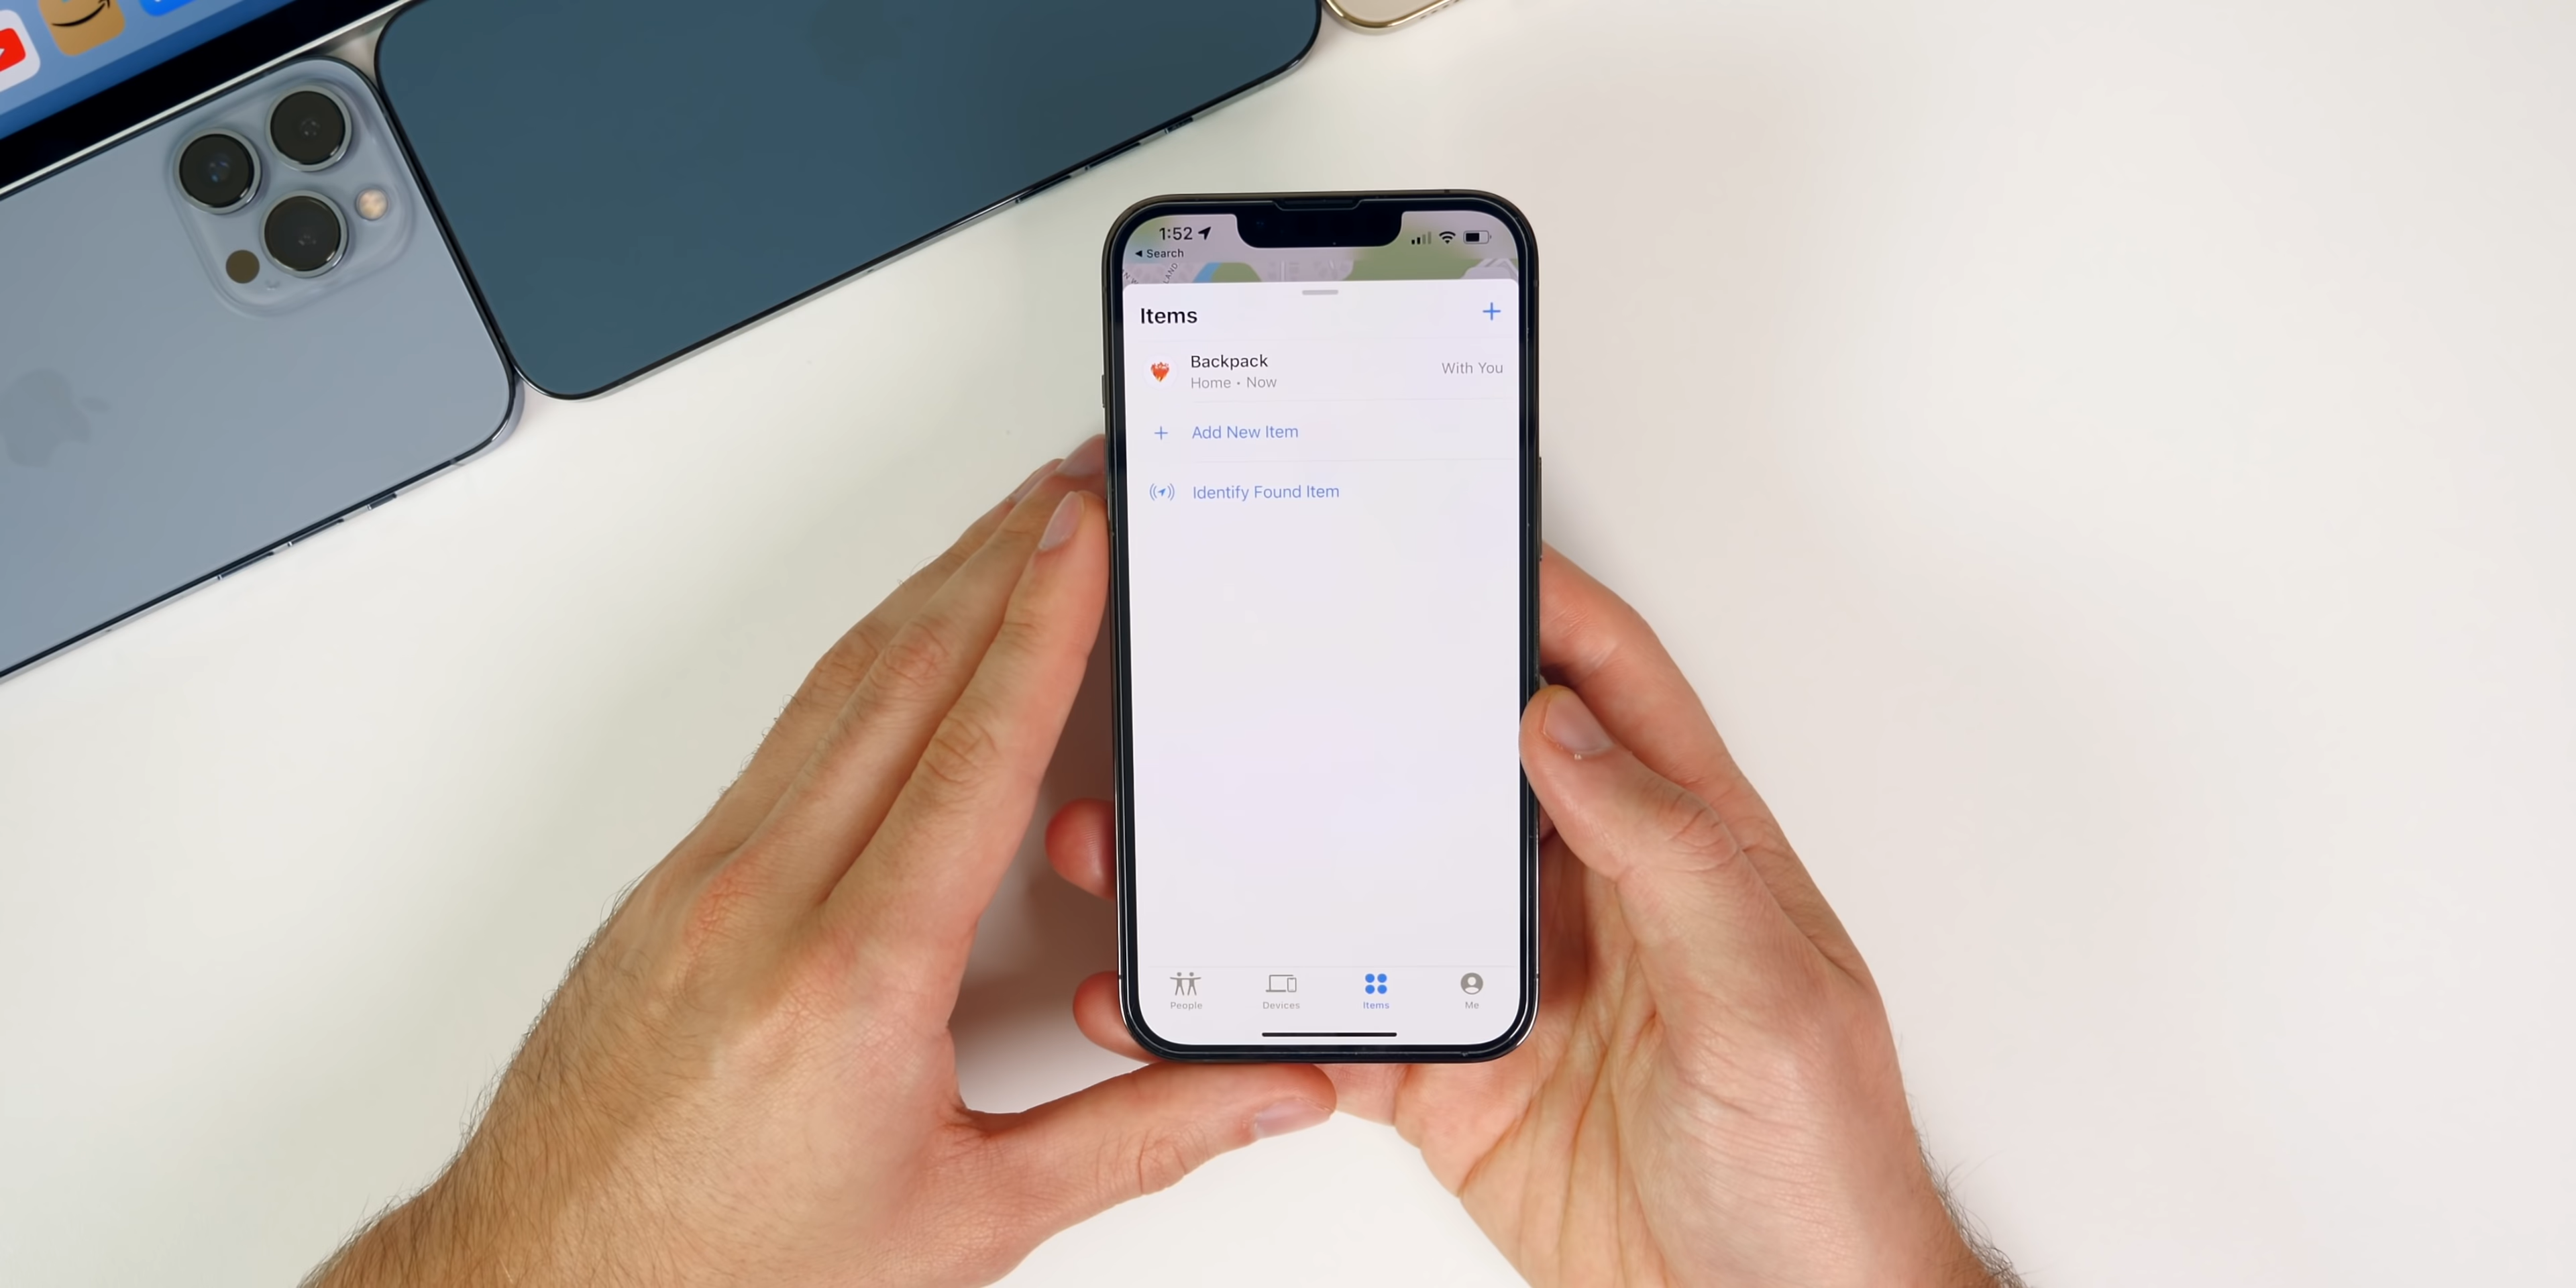 1:52
◀ Search
LAND
Items
Backpack
Home • Now
With You
Add New Item
Identify Found Item
People
Devices
Items
Me